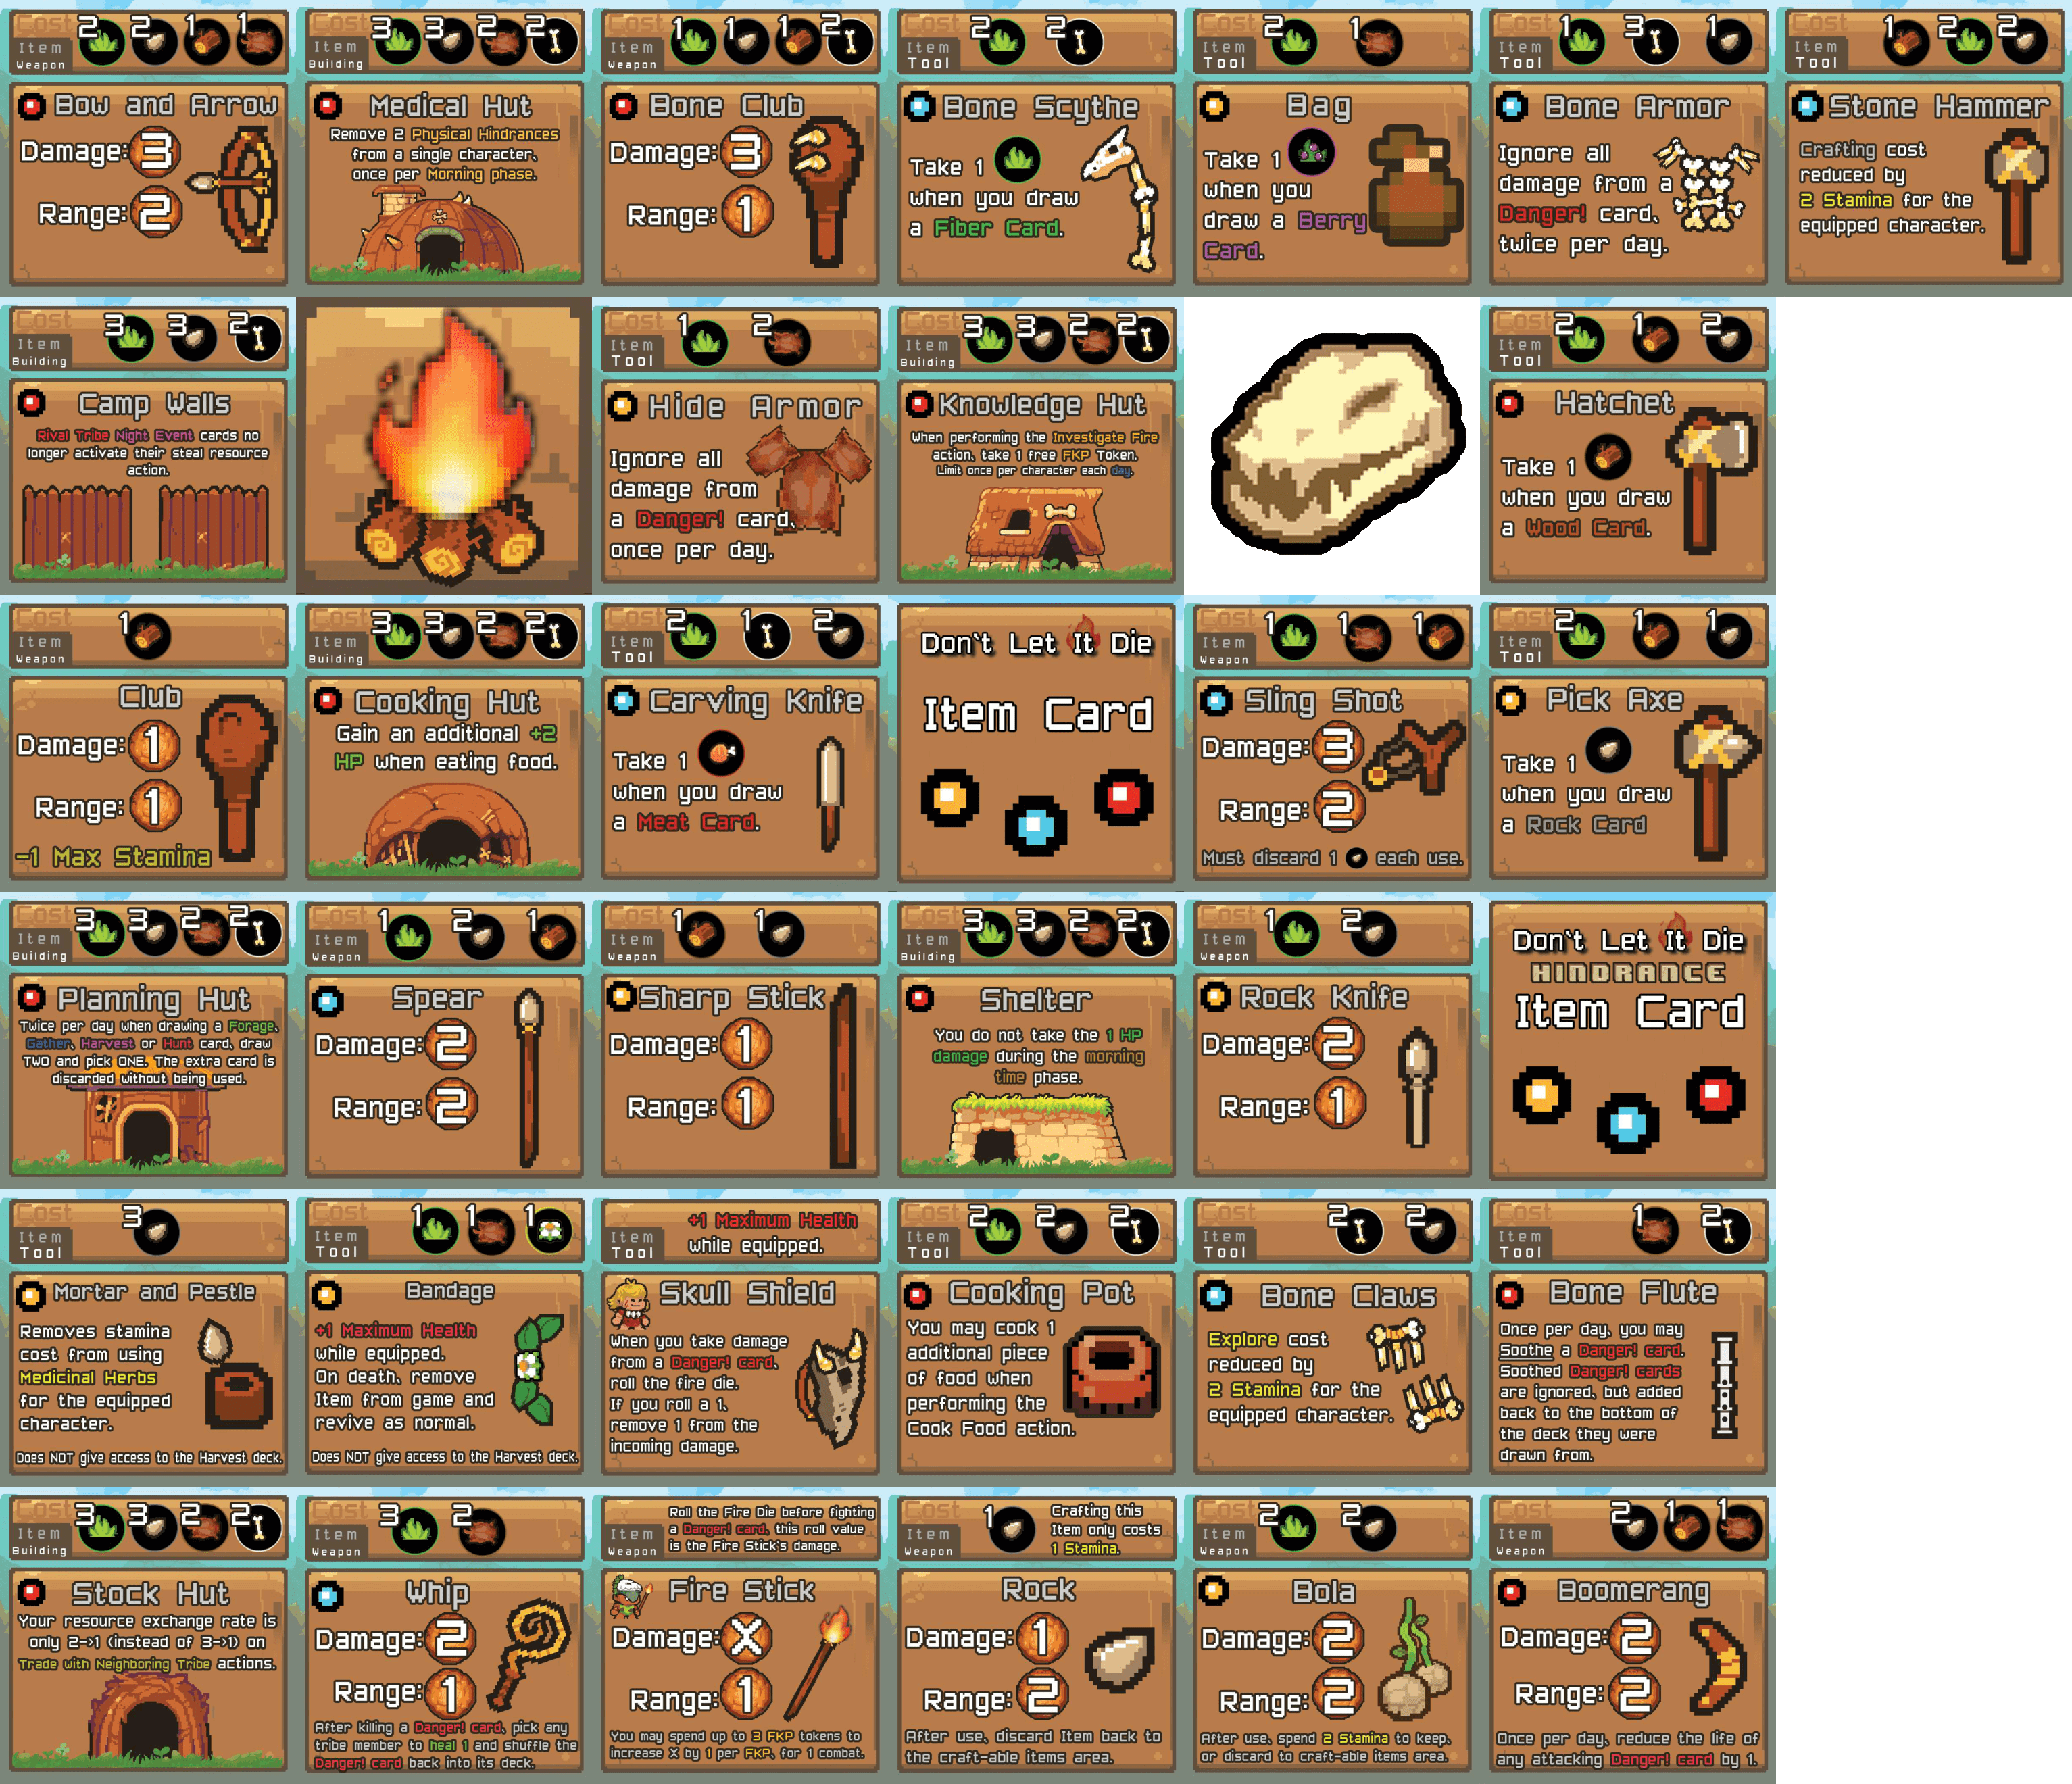 Cost 2 2 1 1
Item
Weapon
Bow and Arrow
Damage: 3
Range: 2
Cost 3 3 2 2
Item
Building
Medical Hut
Remove 2 Physical Hindrances
from a single character,
once per Morning phase.
Cost 1 1 1 2
Item
Weapon
Bone Club
Damage: 3
Range: 1
Cost 2 2
Item
Tool
Bone Scythe
Take 1
when you draw
a Fiber Card.
Cost 2 1
Item
Tool
Bag
Take 1
when you
draw a Berry
Card.
Cost 1 3 1
Item
Tool
Bone Armor
Ignore all
damage from a
Danger! card,
twice per day.
Cost 1 2 2
Item
Tool
Stone Hammer
Crafting cost
reduced by
2 Stamina for the
equipped character.
Cost 3 3 2
Item
Building
Camp Walls
Rival Tribe Night Event cards no
longer activate their steal resource
action.
Cost 1 2
Item
Tool
Hide Armor
Ignore all
damage from
a Danger! card,
once per day.
Cost 3 3 2 2
Item
Building
Knowledge Hut
When performing the Investigate Fire
action, take 1 free FKP Token.
Limit once per character each day.
Cost 2 1 2
Item
Tool
Hatchet
Take 1
when you draw
a Wood Card.
Cost 1
Item
Weapon
Club
Damage: 1
Range: 1
-1 Max Stamina
Cost 3 3 2 2
Item
Building
Cooking Hut
Gain an additional +2
HP when eating food.
Cost 2 1 2
Item
Tool
Carving Knife
Take 1
when you draw
a Meat Card.
Don't Let It Die
Item Card
Cost 1 1 1
Item
Weapon
Sling Shot
Damage: 3
Range: 2
Must discard 1 each use.
Cost 2 1 1
Item
Tool
Pick Axe
Take 1
when you draw
a Rock Card
Cost 3 3 2 2
Item
Building
Planning Hut
Twice per day when drawing a Forage,
Gather, Harvest or Hunt card, draw
TWO and pick ONE. The extra card is
discarded without being used.
Cost 1 2 1
Item
Weapon
Spear
Damage: 2
Range: 2
Cost 1 1
Item
Weapon
Sharp Stick
Damage: 1
Range: 1
Cost 3 3 2 2
Item
Building
Shelter
You do not take the 1 HP
damage during the morning
time phase.
Cost 1 2
Item
Weapon
Rock Knife
Damage: 2
Range: 1
Don't Let It Die
HINDRANCE
Item Card
Cost 3
Item
Tool
Mortar and Pestle
Removes stamina
cost from using
Medicinal Herbs
for the equipped
character.
Does NOT give access to the Harvest deck.
Cost 1 1 1
Item
Tool
Bandage
+1 Maximum Health
while equipped.
On death, remove
Item from game and
revive as normal.
Does NOT give access to the Harvest deck.
Cost +1 Maximum Health
Item while equipped.
Tool
Skull Shield
When you take damage
from a Danger! card,
roll the fire die.
If you roll a 1,
remove 1 from the
incoming damage.
Cost 2 2 2
Item
Tool
Cooking Pot
You may cook 1
additional piece
of food when
performing the
Cook Food action.
Cost 2 2
Item
Tool
Bone Claws
Explore cost
reduced by
2 Stamina for the
equipped character.
Cost 1 2
Item
Tool
Bone Flute
Once per day, you may
Soothe a Danger! card.
Soothed Danger! cards
are ignored, but added
back to the bottom of
the deck they were
drawn from.
Cost 3 3 2 2
Item
Building
Stock Hut
Your resource exchange rate is
only 2->1 (instead of 3->1) on
Trade with Neighboring Tribe actions.
Cost 3 2
Item
Weapon
Whip
Damage: 2
Range: 1
After killing a Danger! card, pick any
tribe member to heal 1 and shuffle the
Danger! card back into its deck.
Cost Roll the Fire Die before fighting
Item a Danger! card, this roll value
Weapon is the Fire Stick's damage.
Fire Stick
Damage: X
Range: 1
You may spend up to 3 FKP tokens to
increase X by 1 per FKP, for 1 combat.
Cost 1 Crafting this
Item Item only costs
Weapon 1 Stamina.
Rock
Damage: 1
Range: 2
After use, discard Item back to
the craft-able items area.
Cost 2 2
Item
Weapon
Bola
Damage: 2
Range: 2
After use, spend 2 Stamina to keep,
or discard to craft-able items area.
Cost 2 1 1
Item
Weapon
Boomerang
Damage: 2
Range: 2
Once per day, reduce the life of
any attacking Danger! card by 1.